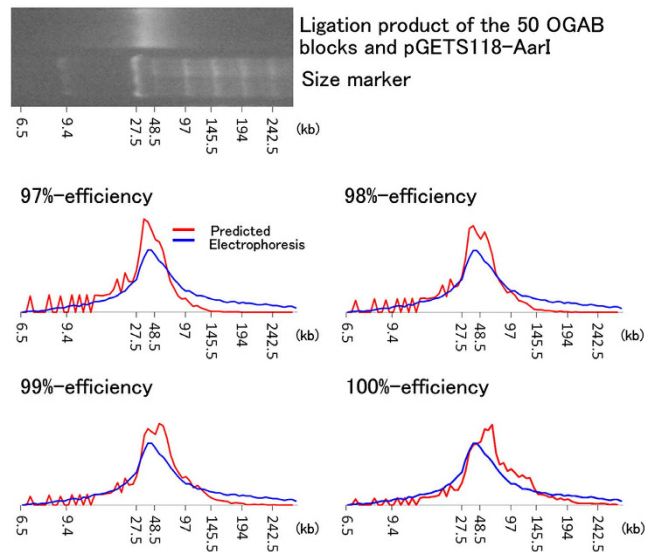 Ligation product of the 50 OGAB
blocks and pGETS118-AarI
Size marker
6.5 9.4 27.5 48.5 97 145.5 194 242.5 (kb)
97%-efficiency
98%-efficiency
Predicted
Electrophoresis
6.5 9.4 27.5 48.5 97 145.5 194 242.5 (kb)
6.5 9.4 27.5 48.5 97 145.5 194 242.5 (kb)
99%-efficiency
100%-efficiency
6.5 9.4 27.5 48.5 97 145.5 194 242.5 (kb)
6.5 9.4 27.5 48.5 97 145.5 194 242.5 (kb)